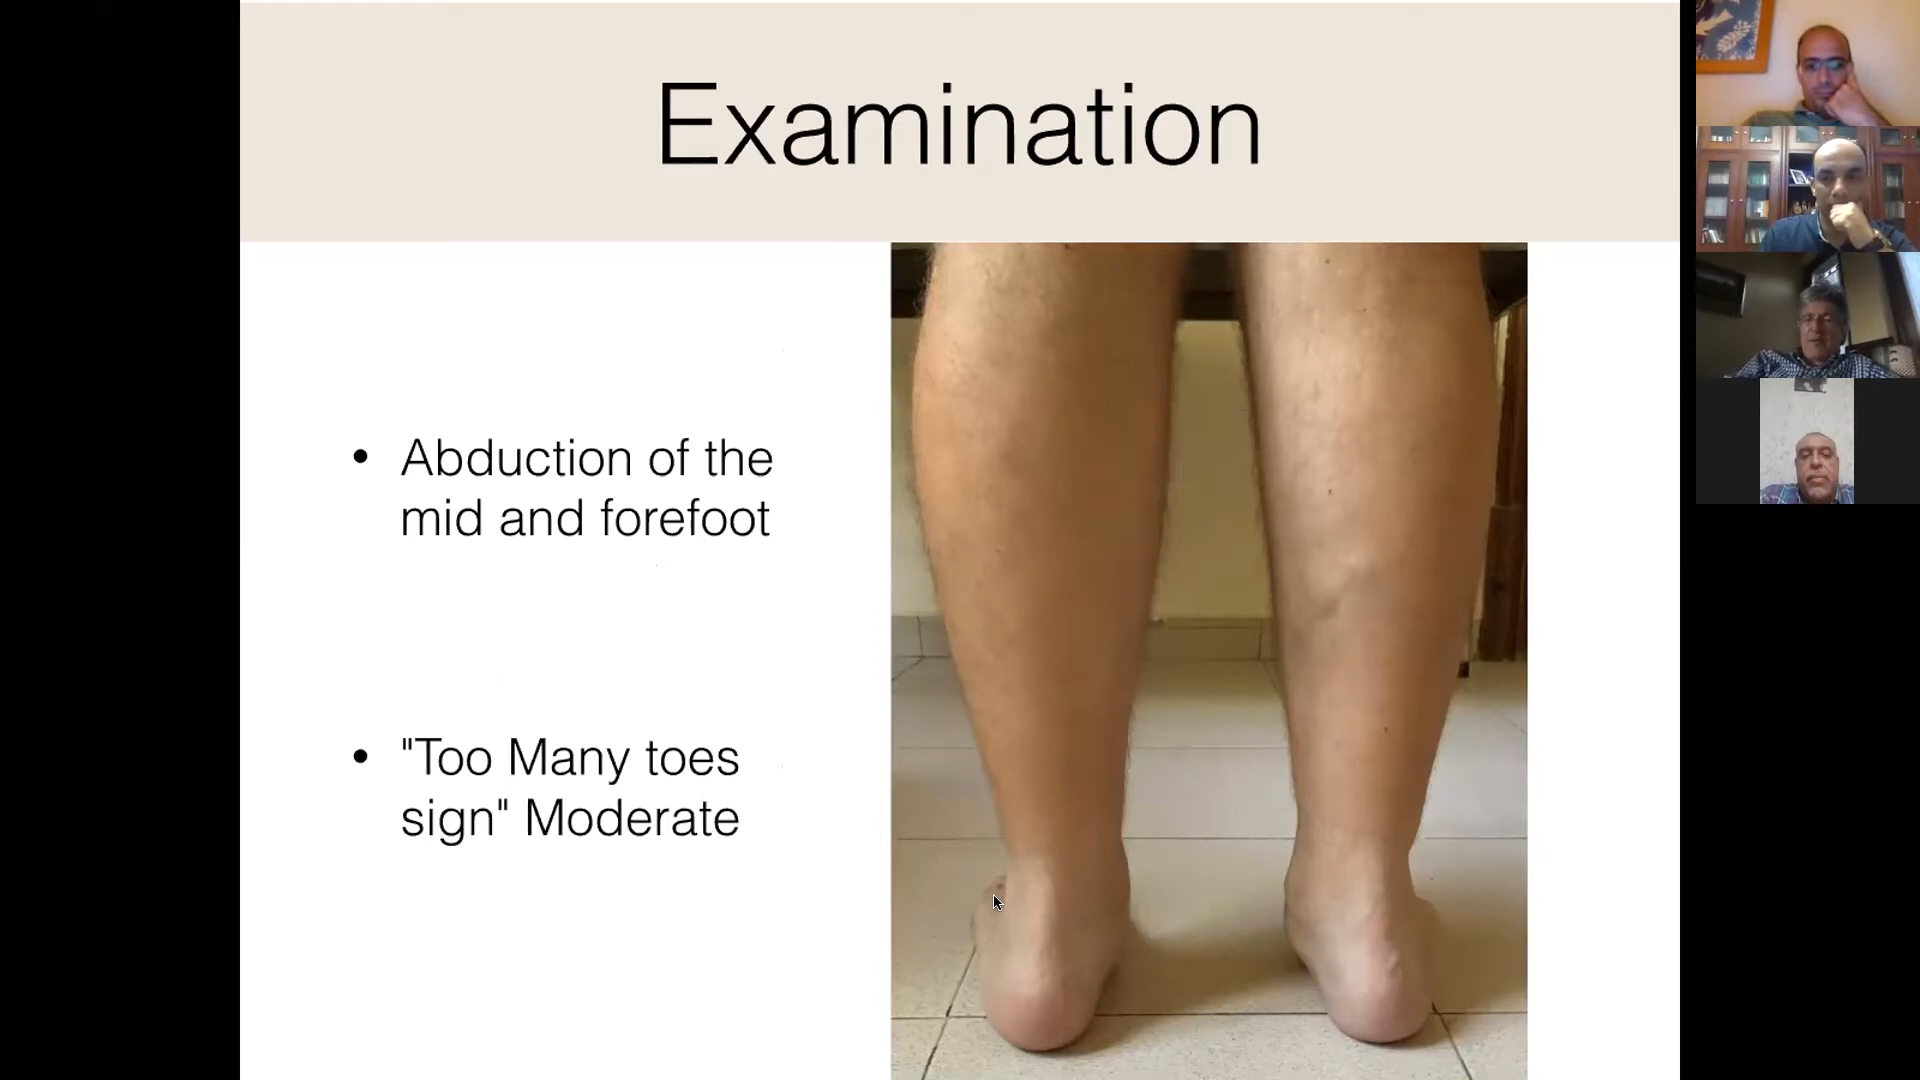 Examination
• Abduction of the
mid and forefoot
• "Too Many toes
sign" Moderate